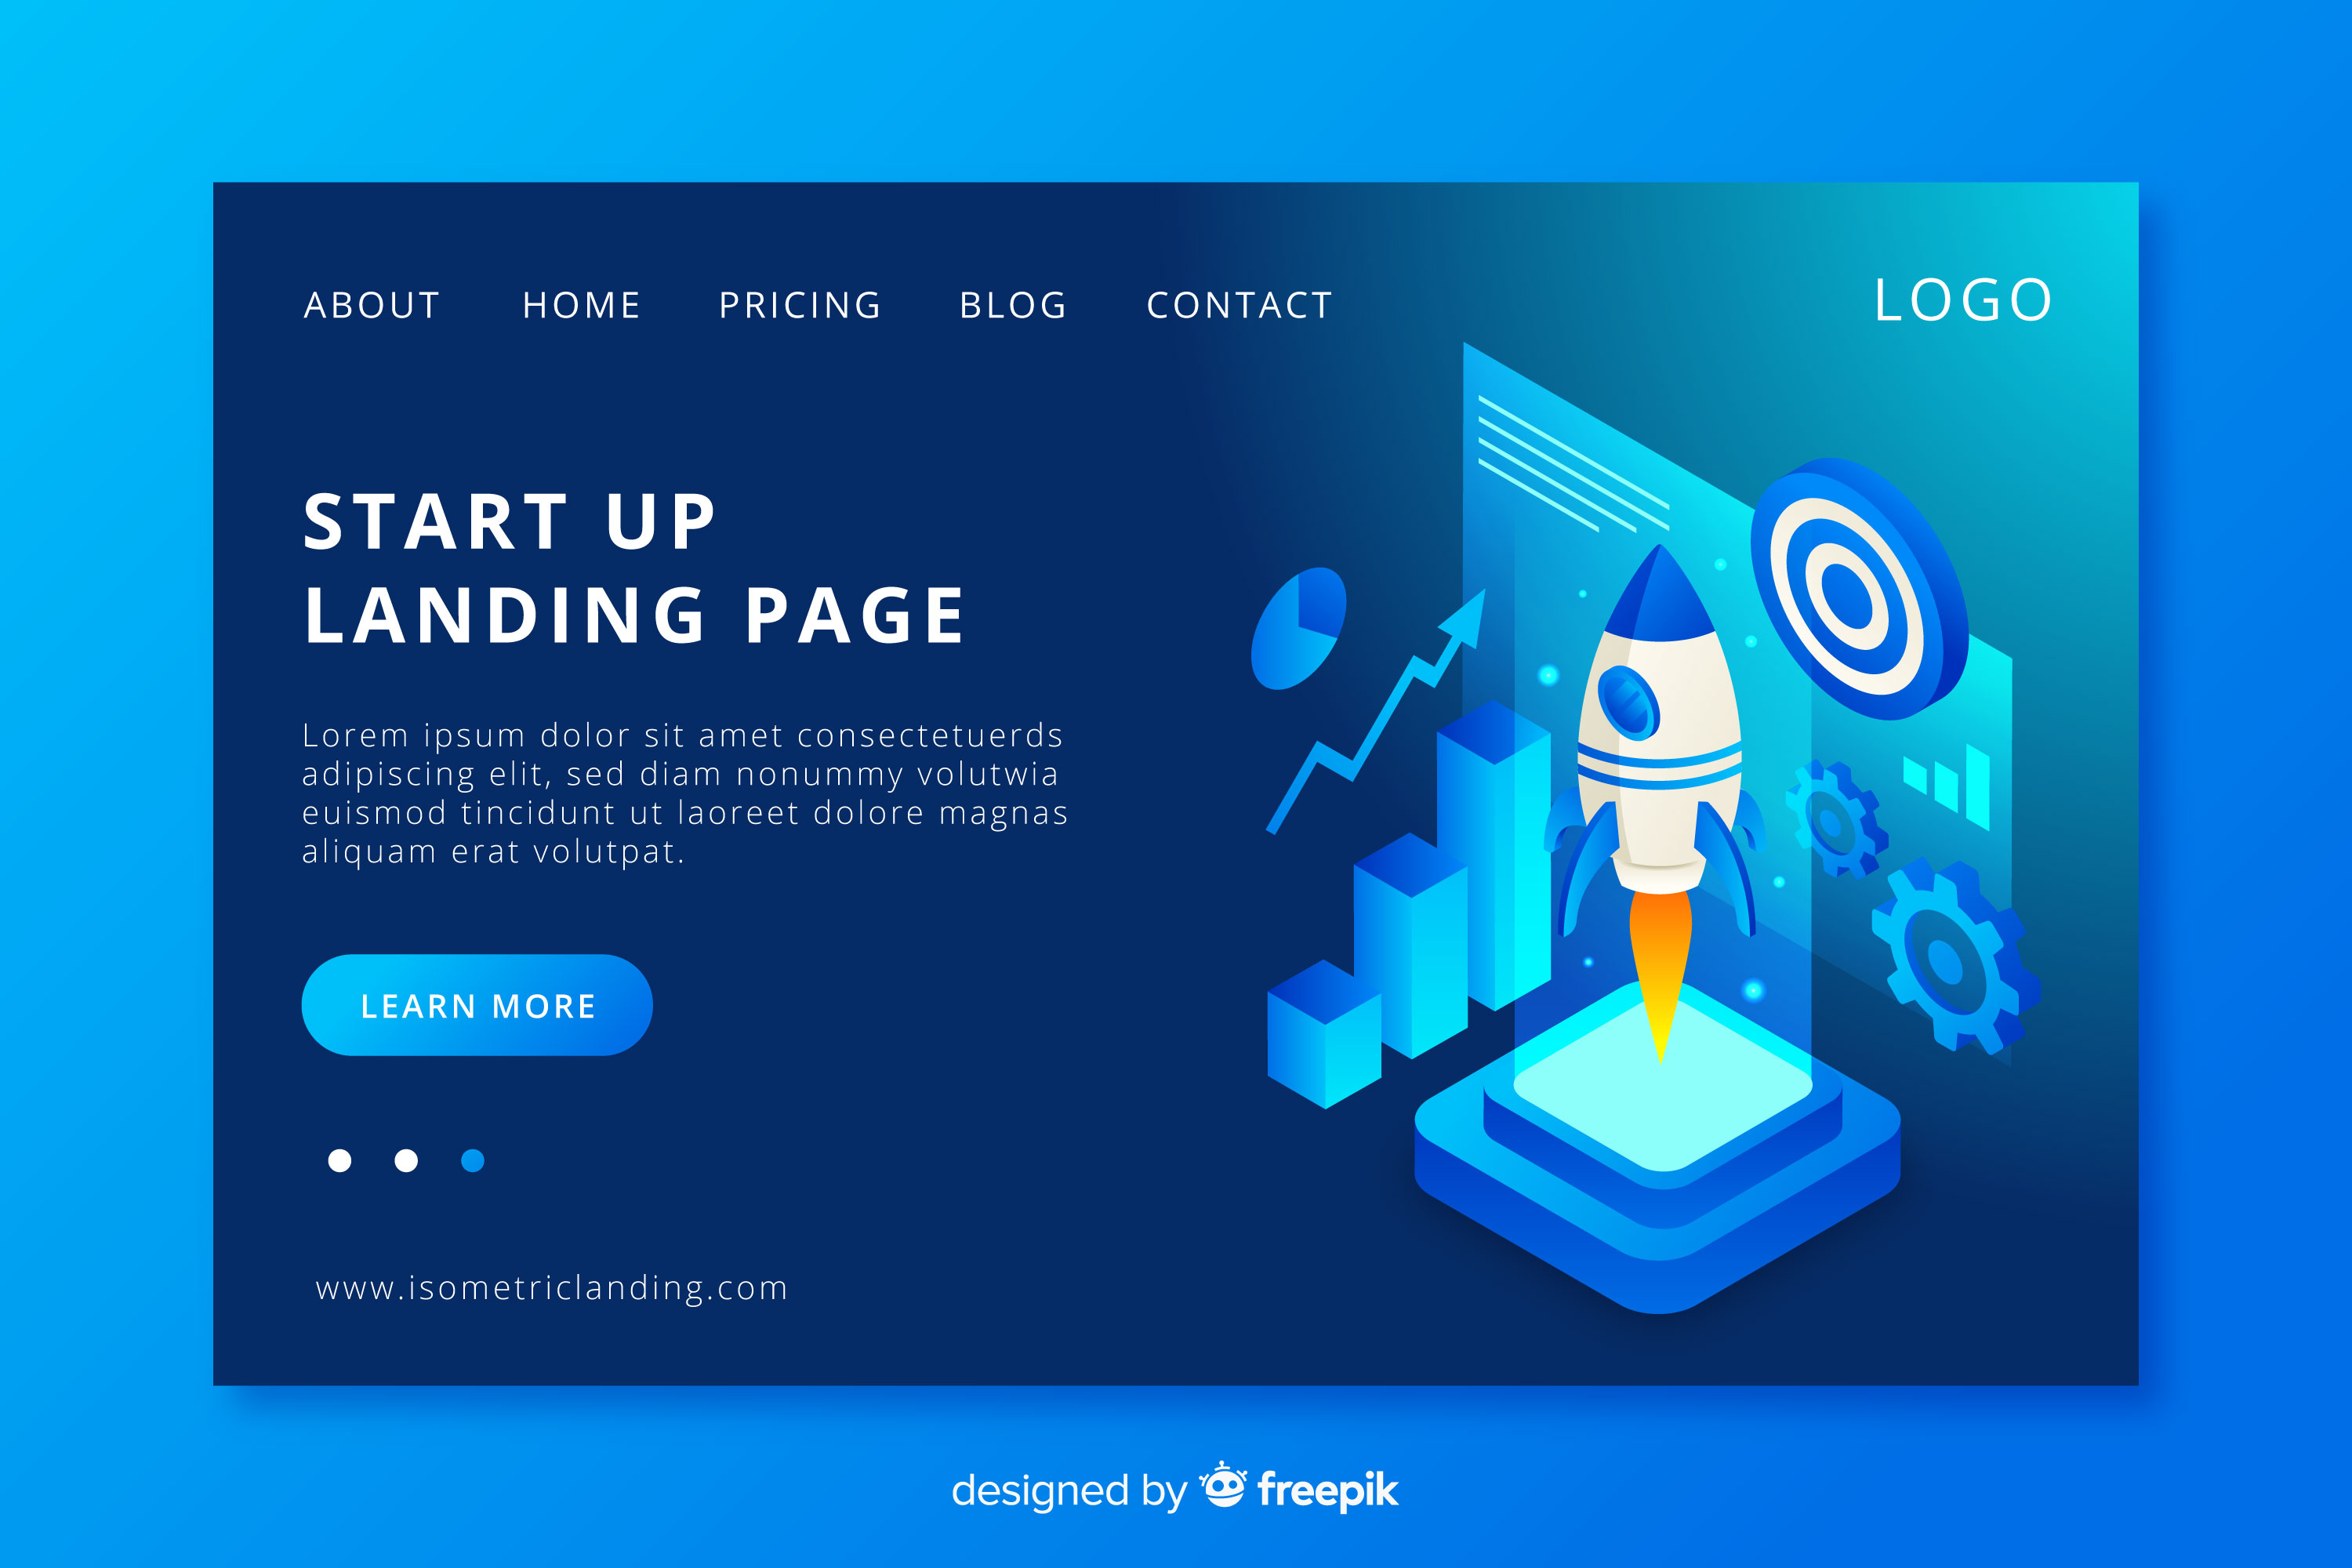 ABOUT HOME PRICING BLOG CONTACT LOGO
START UP
LANDING PAGE
Lorem ipsum dolor sit amet consectetuerds
adipiscing elit, sed diam nonummy volutwia
euismod tincidunt ut laoreet dolore magnas
aliquam erat volutpat.
LEARN MORE
www.isometriclanding.com
designed by freepik